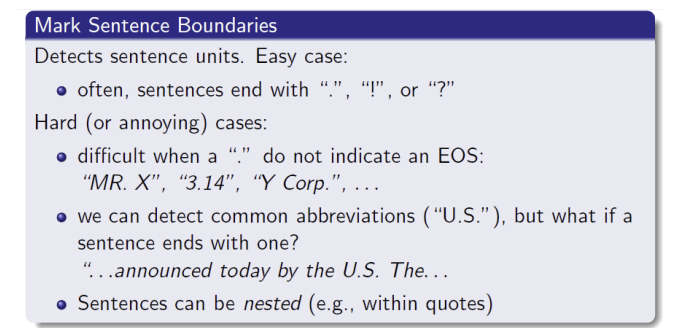 Mark Sentence Boundaries
Detects sentence units. Easy case:
• often, sentences end with “.”, “!”, or “?”
Hard (or annoying) cases:
• difficult when a “.” do not indicate an EOS:
“MR. X”, “3.14”, “Y Corp.”, ...
• we can detect common abbreviations (“U.S.”), but what if a
sentence ends with one?
“...announced today by the U.S. The...
• Sentences can be nested (e.g., within quotes)